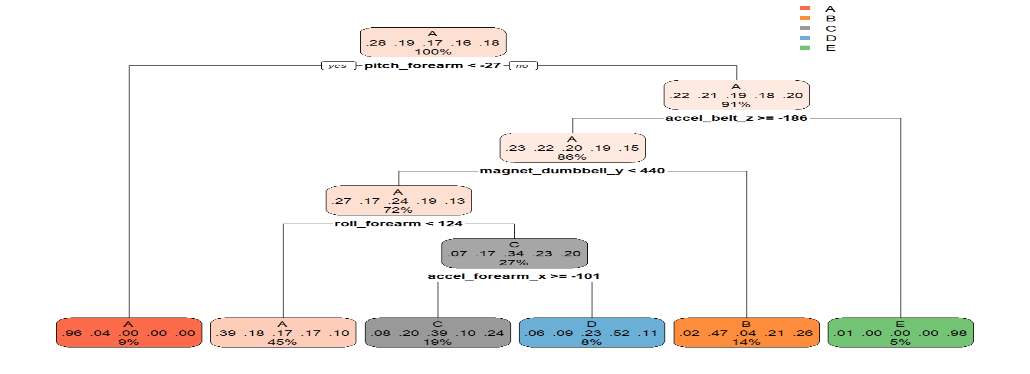 A
B
C
D
E
A
.28 .19 .17 .16 .18
100%
yes pitch_forearm < -27 no
A
.22 .21 .19 .18 .20
91%
accel_belt_z >= -186
A
.23 .22 .20 .19 .15
86%
magnet_dumbbell_y < 440
A
.27 .17 .24 .19 .13
72%
roll_forearm < 124
C
.07 .17 .34 .23 .20
27%
accel_forearm_x >= -101
A
.96 .04 .00 .00 .00
9%
A
.39 .18 .17 .17 .10
45%
C
.08 .20 .39 .10 .24
19%
D
.06 .09 .23 .52 .11
8%
B
.02 .47 .04 .21 .26
14%
E
.01 .00 .00 .00 .98
5%